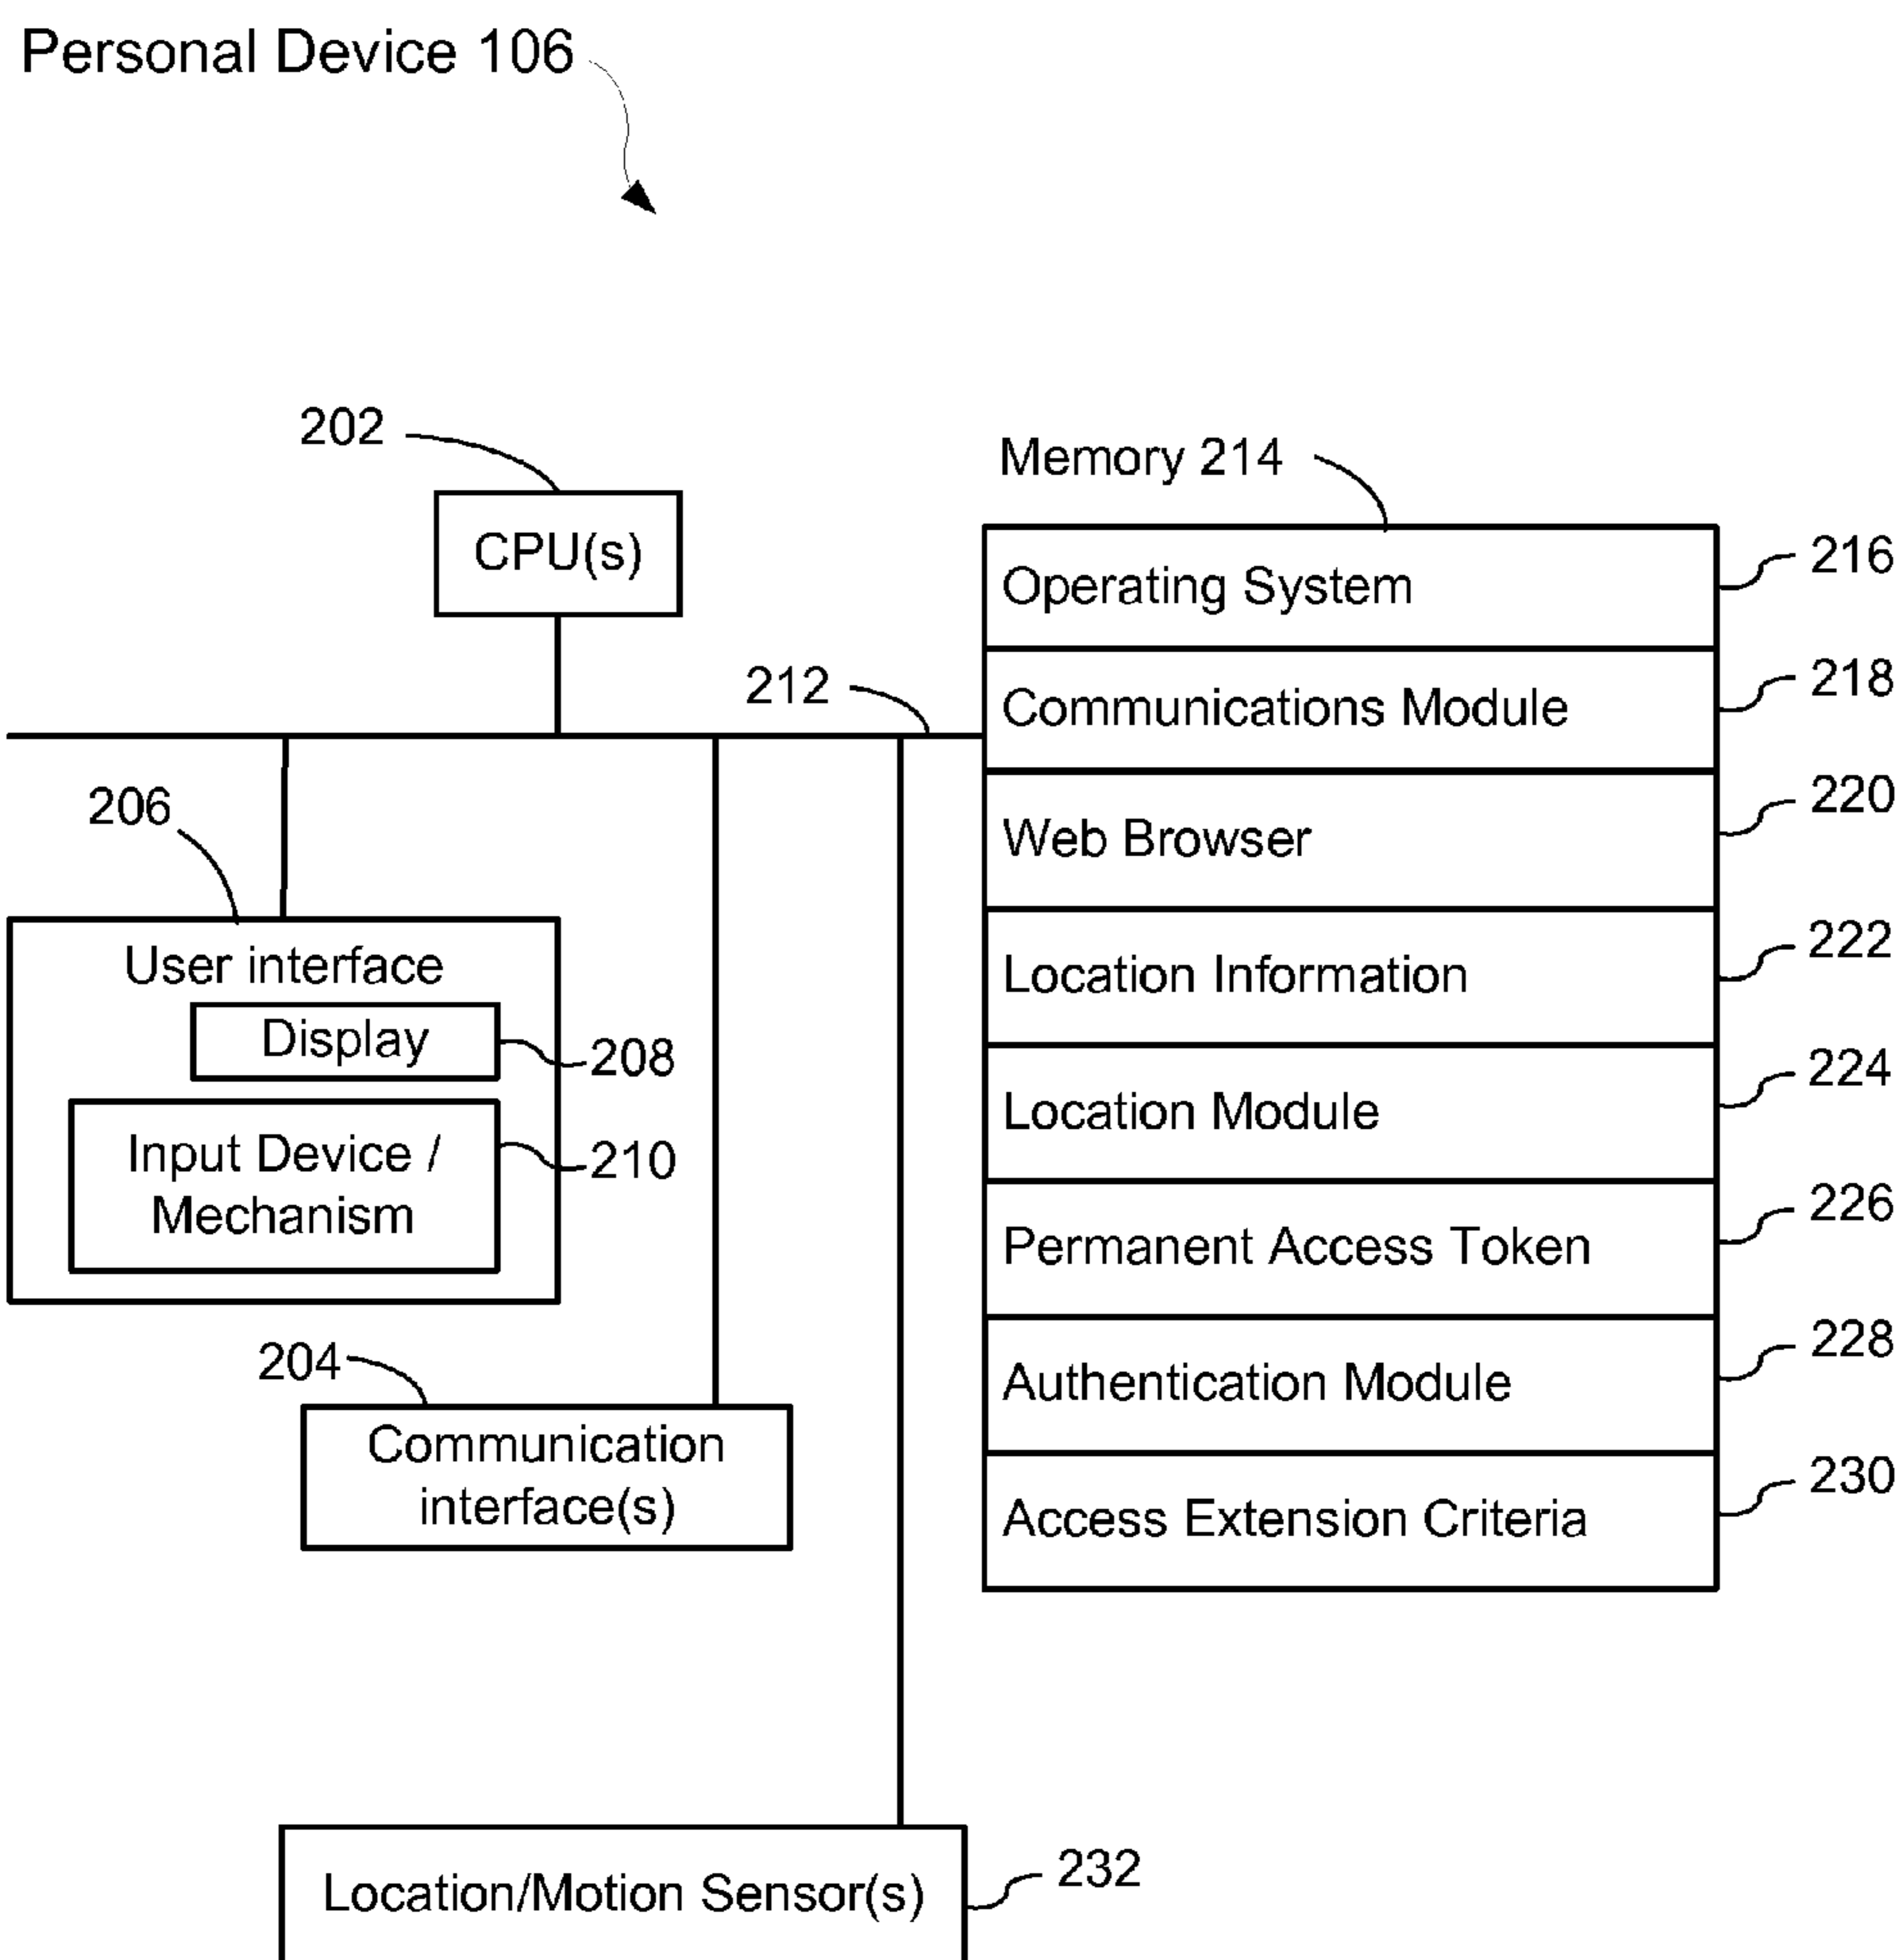 Personal Device 106
202
CPU(s)
212
206
User interface
Display
208
Input Device /
Mechanism
210
204
Communication
interface(s)
Location/Motion Sensor(s)
232
Memory 214
Operating System
216
Communications Module
218
Web Browser
220
Location Information
222
Location Module
224
Permanent Access Token
226
Authentication Module
228
Access Extension Criteria
230